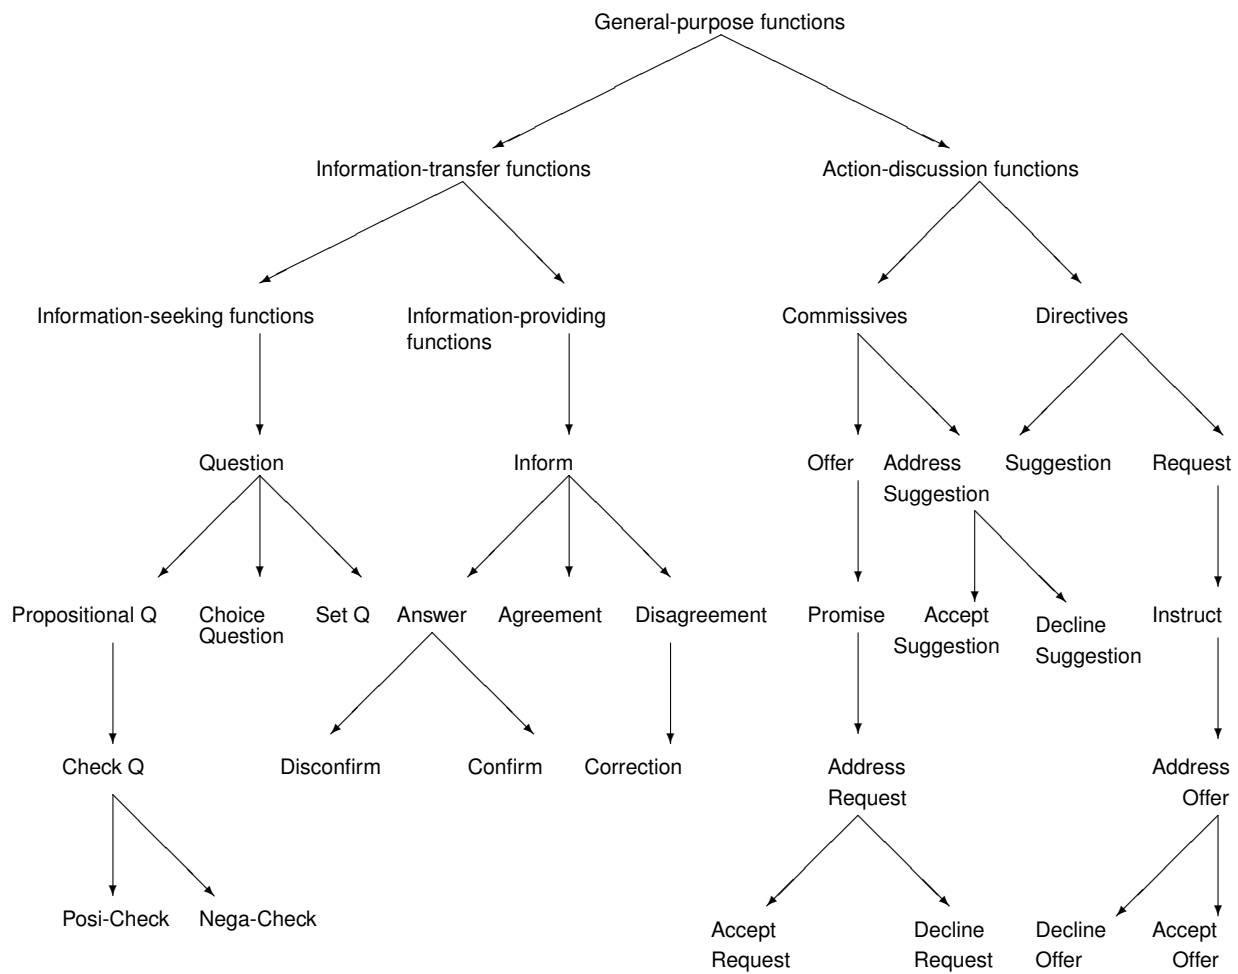 General-purpose functions
Information-transfer functions
Action-discussion functions
Information-seeking functions
Information-providing
functions
Commissives
Directives
Question
Inform
Offer
Address
Suggestion
Suggestion
Request
Propositional Q
Choice
Question
Set Q
Answer
Agreement
Disagreement
Promise
Accept
Suggestion
Decline
Suggestion
Instruct
Check Q
Disconfirm
Confirm
Correction
Address
Request
Address
Offer
Posi-Check
Nega-Check
Accept
Request
Decline
Request
Decline
Offer
Accept
Offer